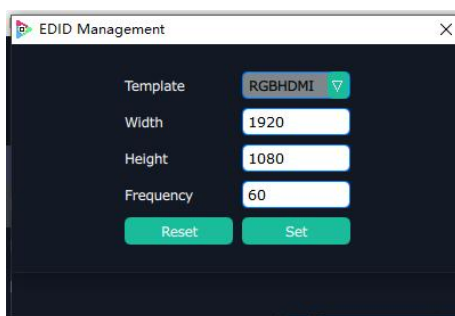 EDID Management
Template RGBHDMI
Width 1920
Height 1080
Frequency 60
Reset Set